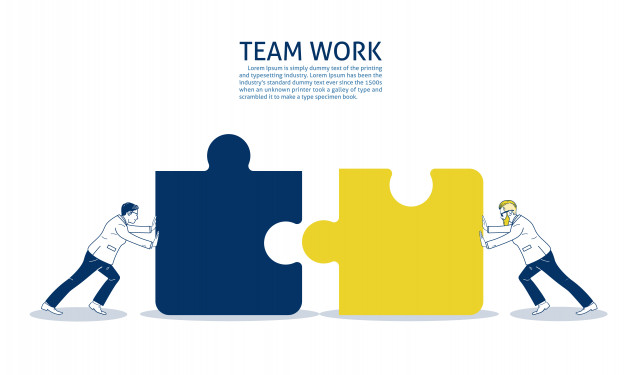 TEAM WORK
Lorem Ipsum is simply dummy text of the printing
and typesetting industry. Lorem Ipsum has been the
industry's standard dummy text ever since the 1500s
when an unknown printer took a galley of type and
scrambled it to make a type specimen book.